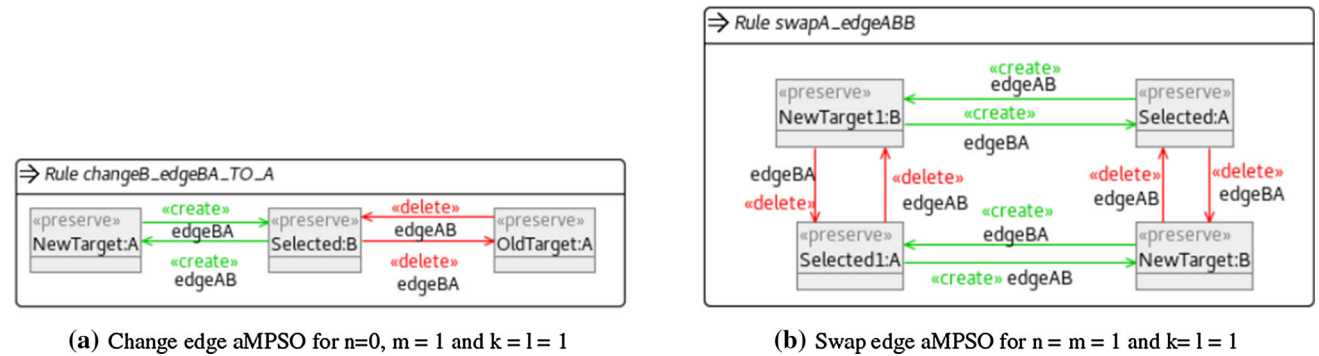 Rule changeB_edgeBA_TO_A
«preserve»
NewTarget:A
«create»
edgeBA
«create»
edgeAB
«preserve»
Selected:B
«delete»
edgeAB
«delete»
edgeBA
«preserve»
OldTarget:A
(a) Change edge aMPSO for n=0, m = 1 and k = l = 1
Rule swapA_edgeABB
«preserve»
NewTarget1:B
«create»
edgeAB
«create»
edgeBA
«preserve»
Selected:A
edgeBA
«delete»
«delete»
edgeAB
«delete»
edgeAB
«delete»
edgeBA
«preserve»
Selected1:A
«create»
edgeBA
«create» edgeAB
«preserve»
NewTarget:B
(b) Swap edge aMPSO for n = m = 1 and k= l = 1